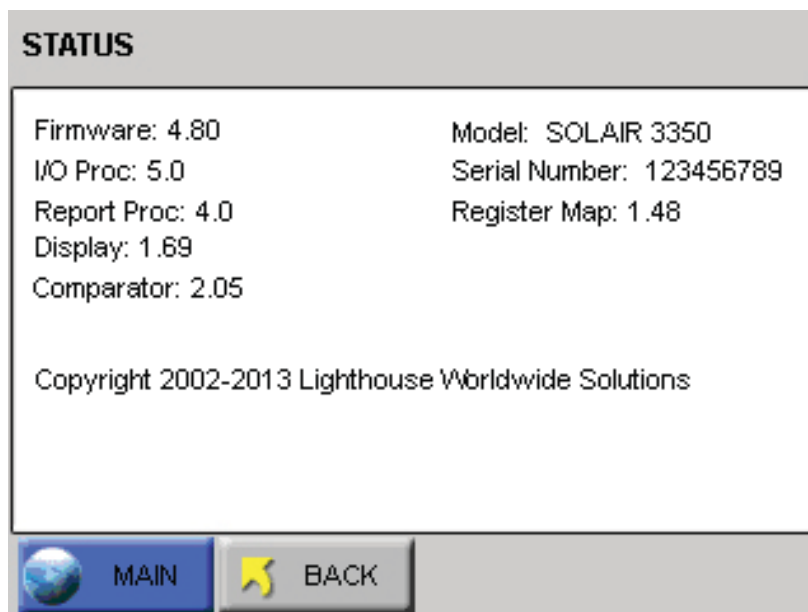 STATUS
Firmware: 4.80
I/O Proc: 5.0
Report Proc: 4.0
Display: 1.69
Comparator: 2.05
Model: SOLAIR 3350
Serial Number: 123456789
Register Map: 1.48
Copyright 2002-2013 Lighthouse Worldwide Solutions
MAIN
BACK